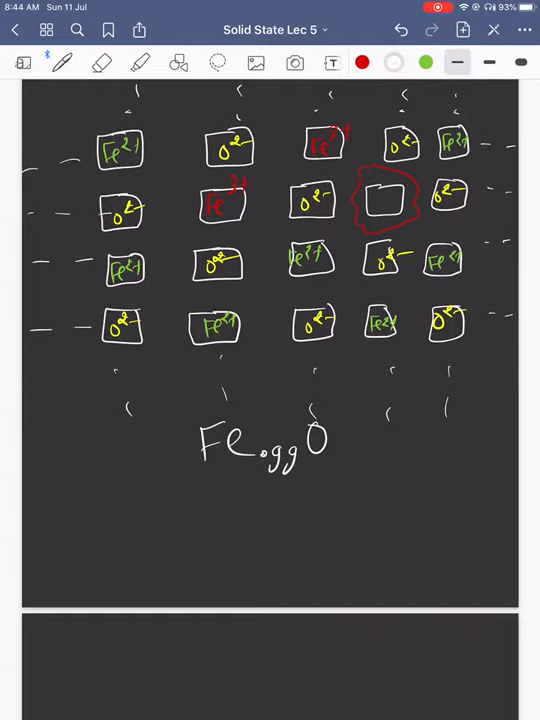 8:44 AM Sun 11 Jul 93%
Solid State Lec 5
T
Fe2+ O2- Fe3+ O2- Fe2+
O2- Fe3+ O2- O2-
Fe2+ O2- Fe2+ O2- Fe2+
O2- Fe2+ O2- Fe2+ O2-
Fe.99O